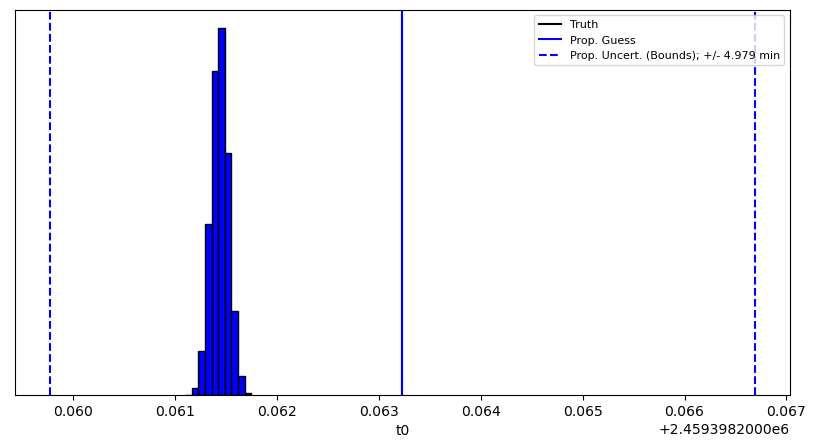 Truth
Prop. Guess
Prop. Uncert. (Bounds); +/- 4.979 min
0.060 0.061 0.062 0.063 0.064 0.065 0.066 0.067
t0
+2.4593982000e6